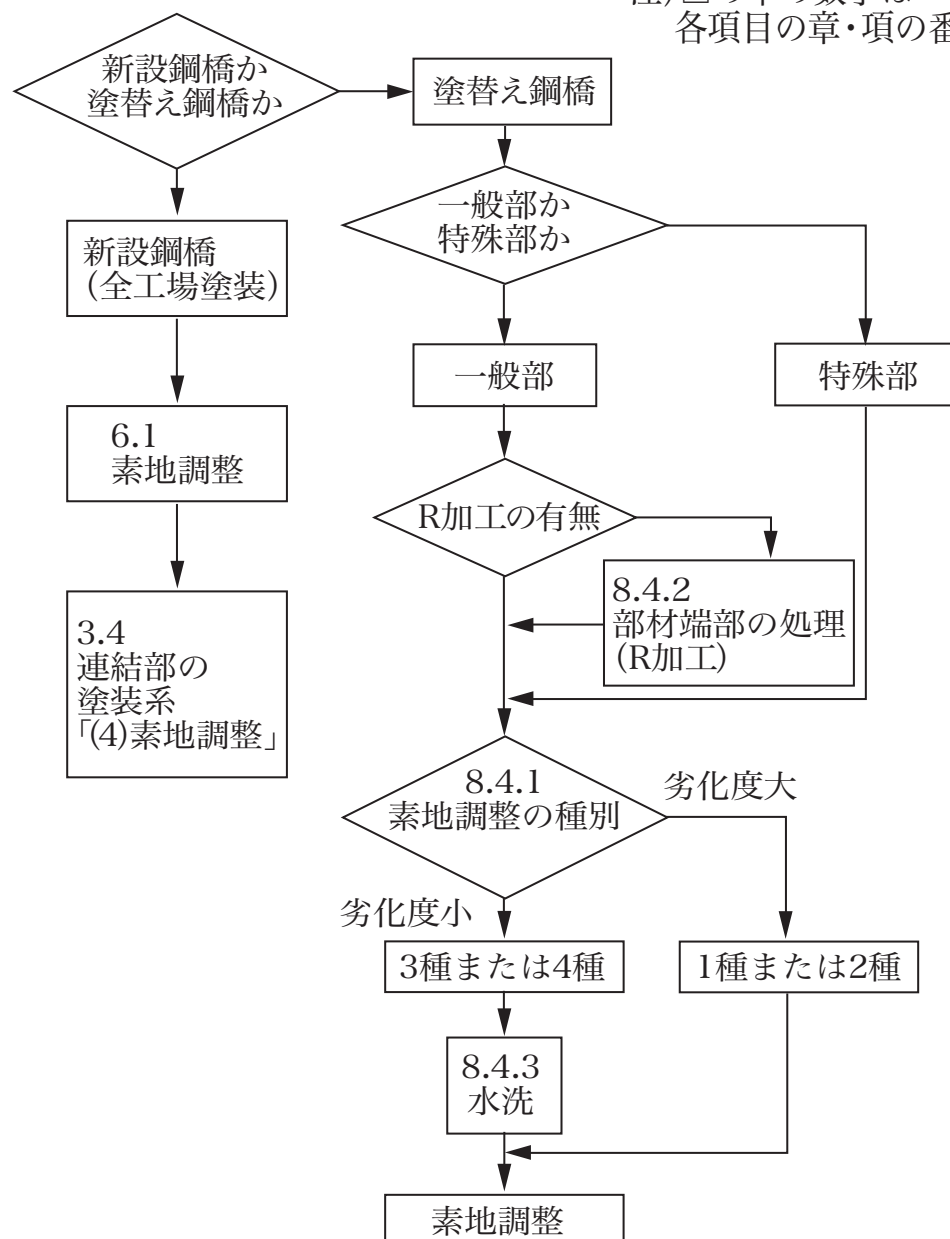 各項目の章・項の番
新設鋼橋か
塗替え鋼橋か
塗替え鋼橋
一般部か
特殊部か
新設鋼橋
(全工場塗装)
一般部
特殊部
6.1
素地調整
R加工の有無
8.4.2
部材端部の処理
(R加工)
3.4
連結部の
塗装系
「(4)素地調整」
8.4.1
素地調整の種別
劣化度大
劣化度小
3種または4種
1種または2種
8.4.3
水洗
素地調整